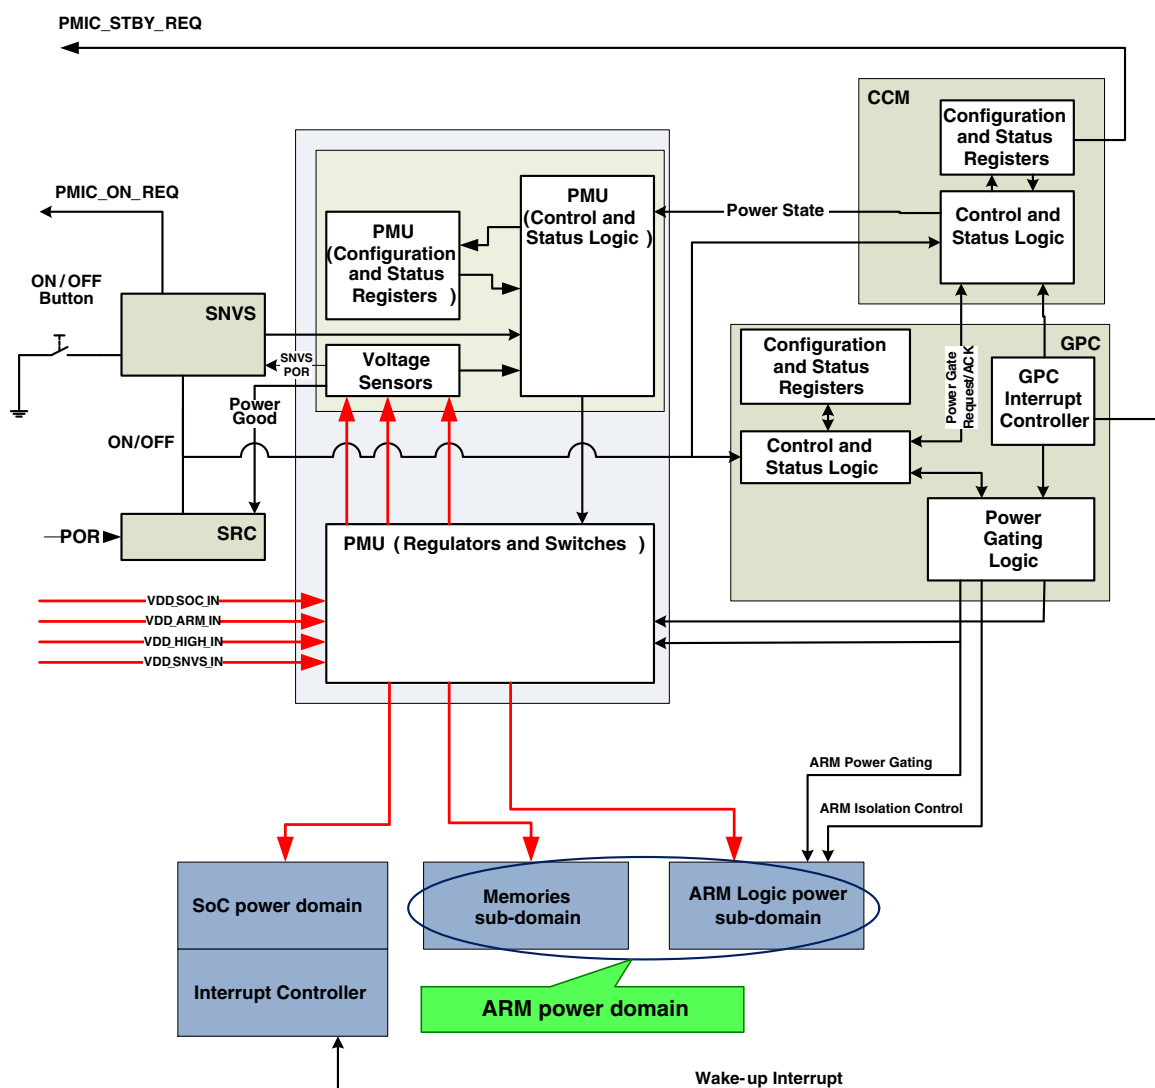 PMIC_STBY_REQ
CCM
Configuration
and Status
Registers
PMIC_ON_REQ
PMU
(Control and
Status Logic )
Power State
Control and
Status Logic
PMU
(Configuration
and Status
Registers )
ON/OFF
Button
SNVS
GPC
SNVS
POR
Voltage
Sensors
Configuration
and Status
Registers
Power Gate
Request/ACK
GPC
Interrupt
Controller
Power
Good
ON/OFF
Control and
Status Logic
POR
SRC
PMU (Regulators and Switches )
Power
Gating
Logic
VDD_SOC_IN
VDD_ARM_IN
VDD_HIGH_IN
VDD_SNVS_IN
ARM Power Gating
ARM Isolation Control
SoC power domain
Memories
sub-domain
ARM Logic power
sub-domain
Interrupt Controller
ARM power domain
Wake-up Interrupt